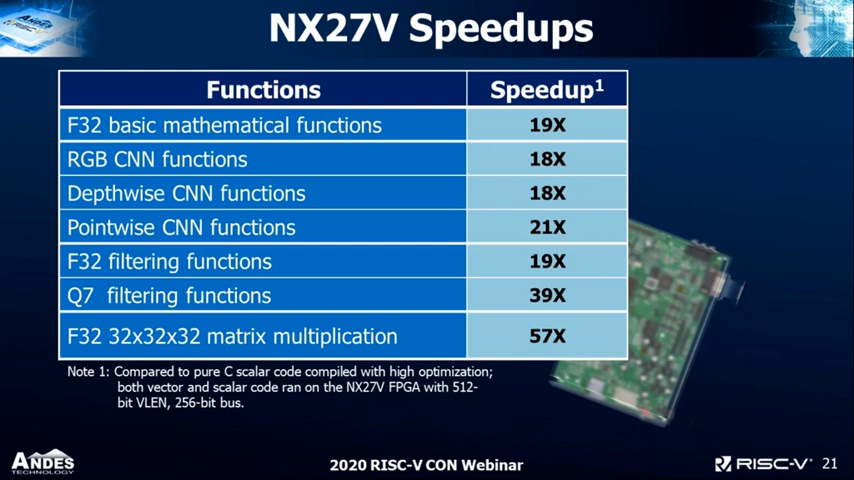 ANDES
TECHNOLOGY
RISC-V
NX27V Speedups
Functions Speedup1
F32 basic mathematical functions 19X
RGB CNN functions 18X
Depthwise CNN functions 18X
Pointwise CNN functions 21X
F32 filtering functions 19X
Q7 filtering functions 39X
F32 32x32x32 matrix multiplication 57X
Note 1: Compared to pure C scalar code compiled with high optimization;
both vector and scalar code ran on the NX27V FPGA with 512-
bit VLEN, 256-bit bus.
ANDES
TECHNOLOGY
2020 RISC-V CON Webinar
RISC-V 21